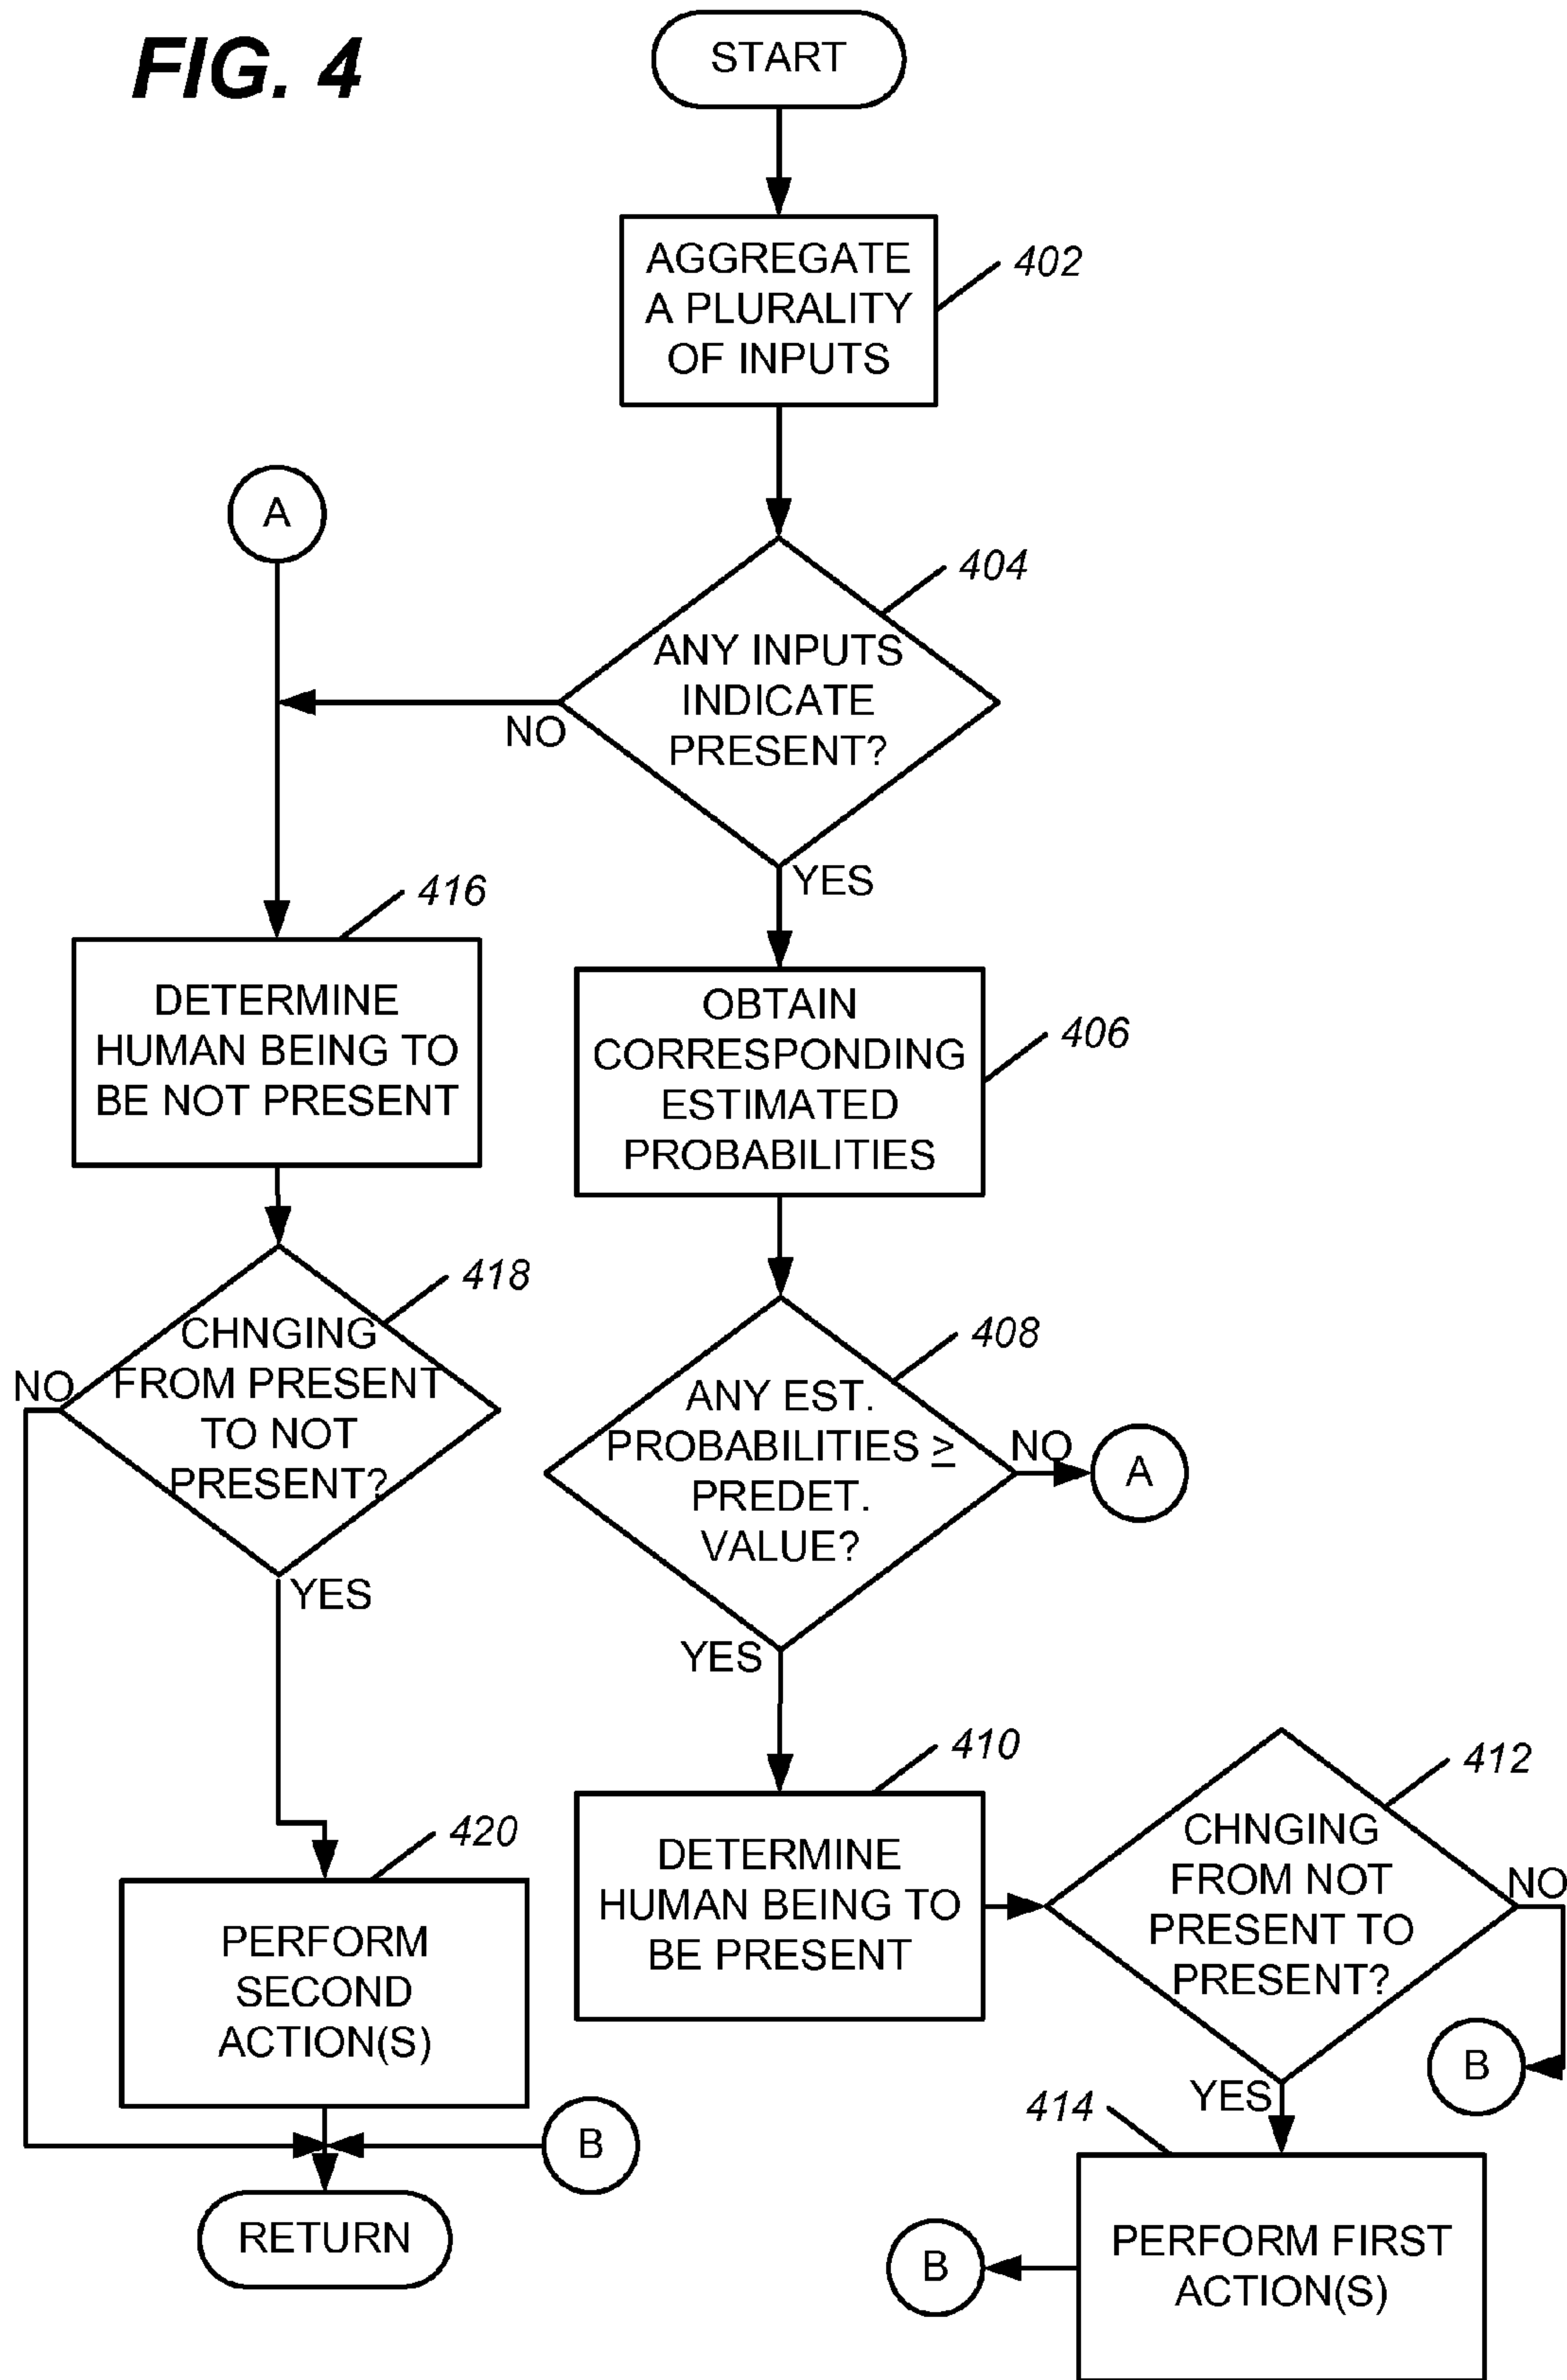 FIG. 4
START
AGGREGATE
A PLURALITY
OF INPUTS
402
A
404
ANY INPUTS
INDICATE
PRESENT?
NO
YES
416
DETERMINE
HUMAN BEING TO
BE NOT PRESENT
OBTAIN
CORRESPONDING
ESTIMATED
PROBABILITIES
406
418
CHNGING
FROM PRESENT
TO NOT
PRESENT?
NO
YES
408
ANY EST.
PROBABILITIES ≥
PREDET.
VALUE?
NO
A
YES
410
DETERMINE
HUMAN BEING TO
BE PRESENT
412
CHNGING
FROM NOT
PRESENT TO
PRESENT?
NO
B
YES
420
PERFORM
SECOND
ACTION(S)
B
RETURN
414
PERFORM FIRST
ACTION(S)
B